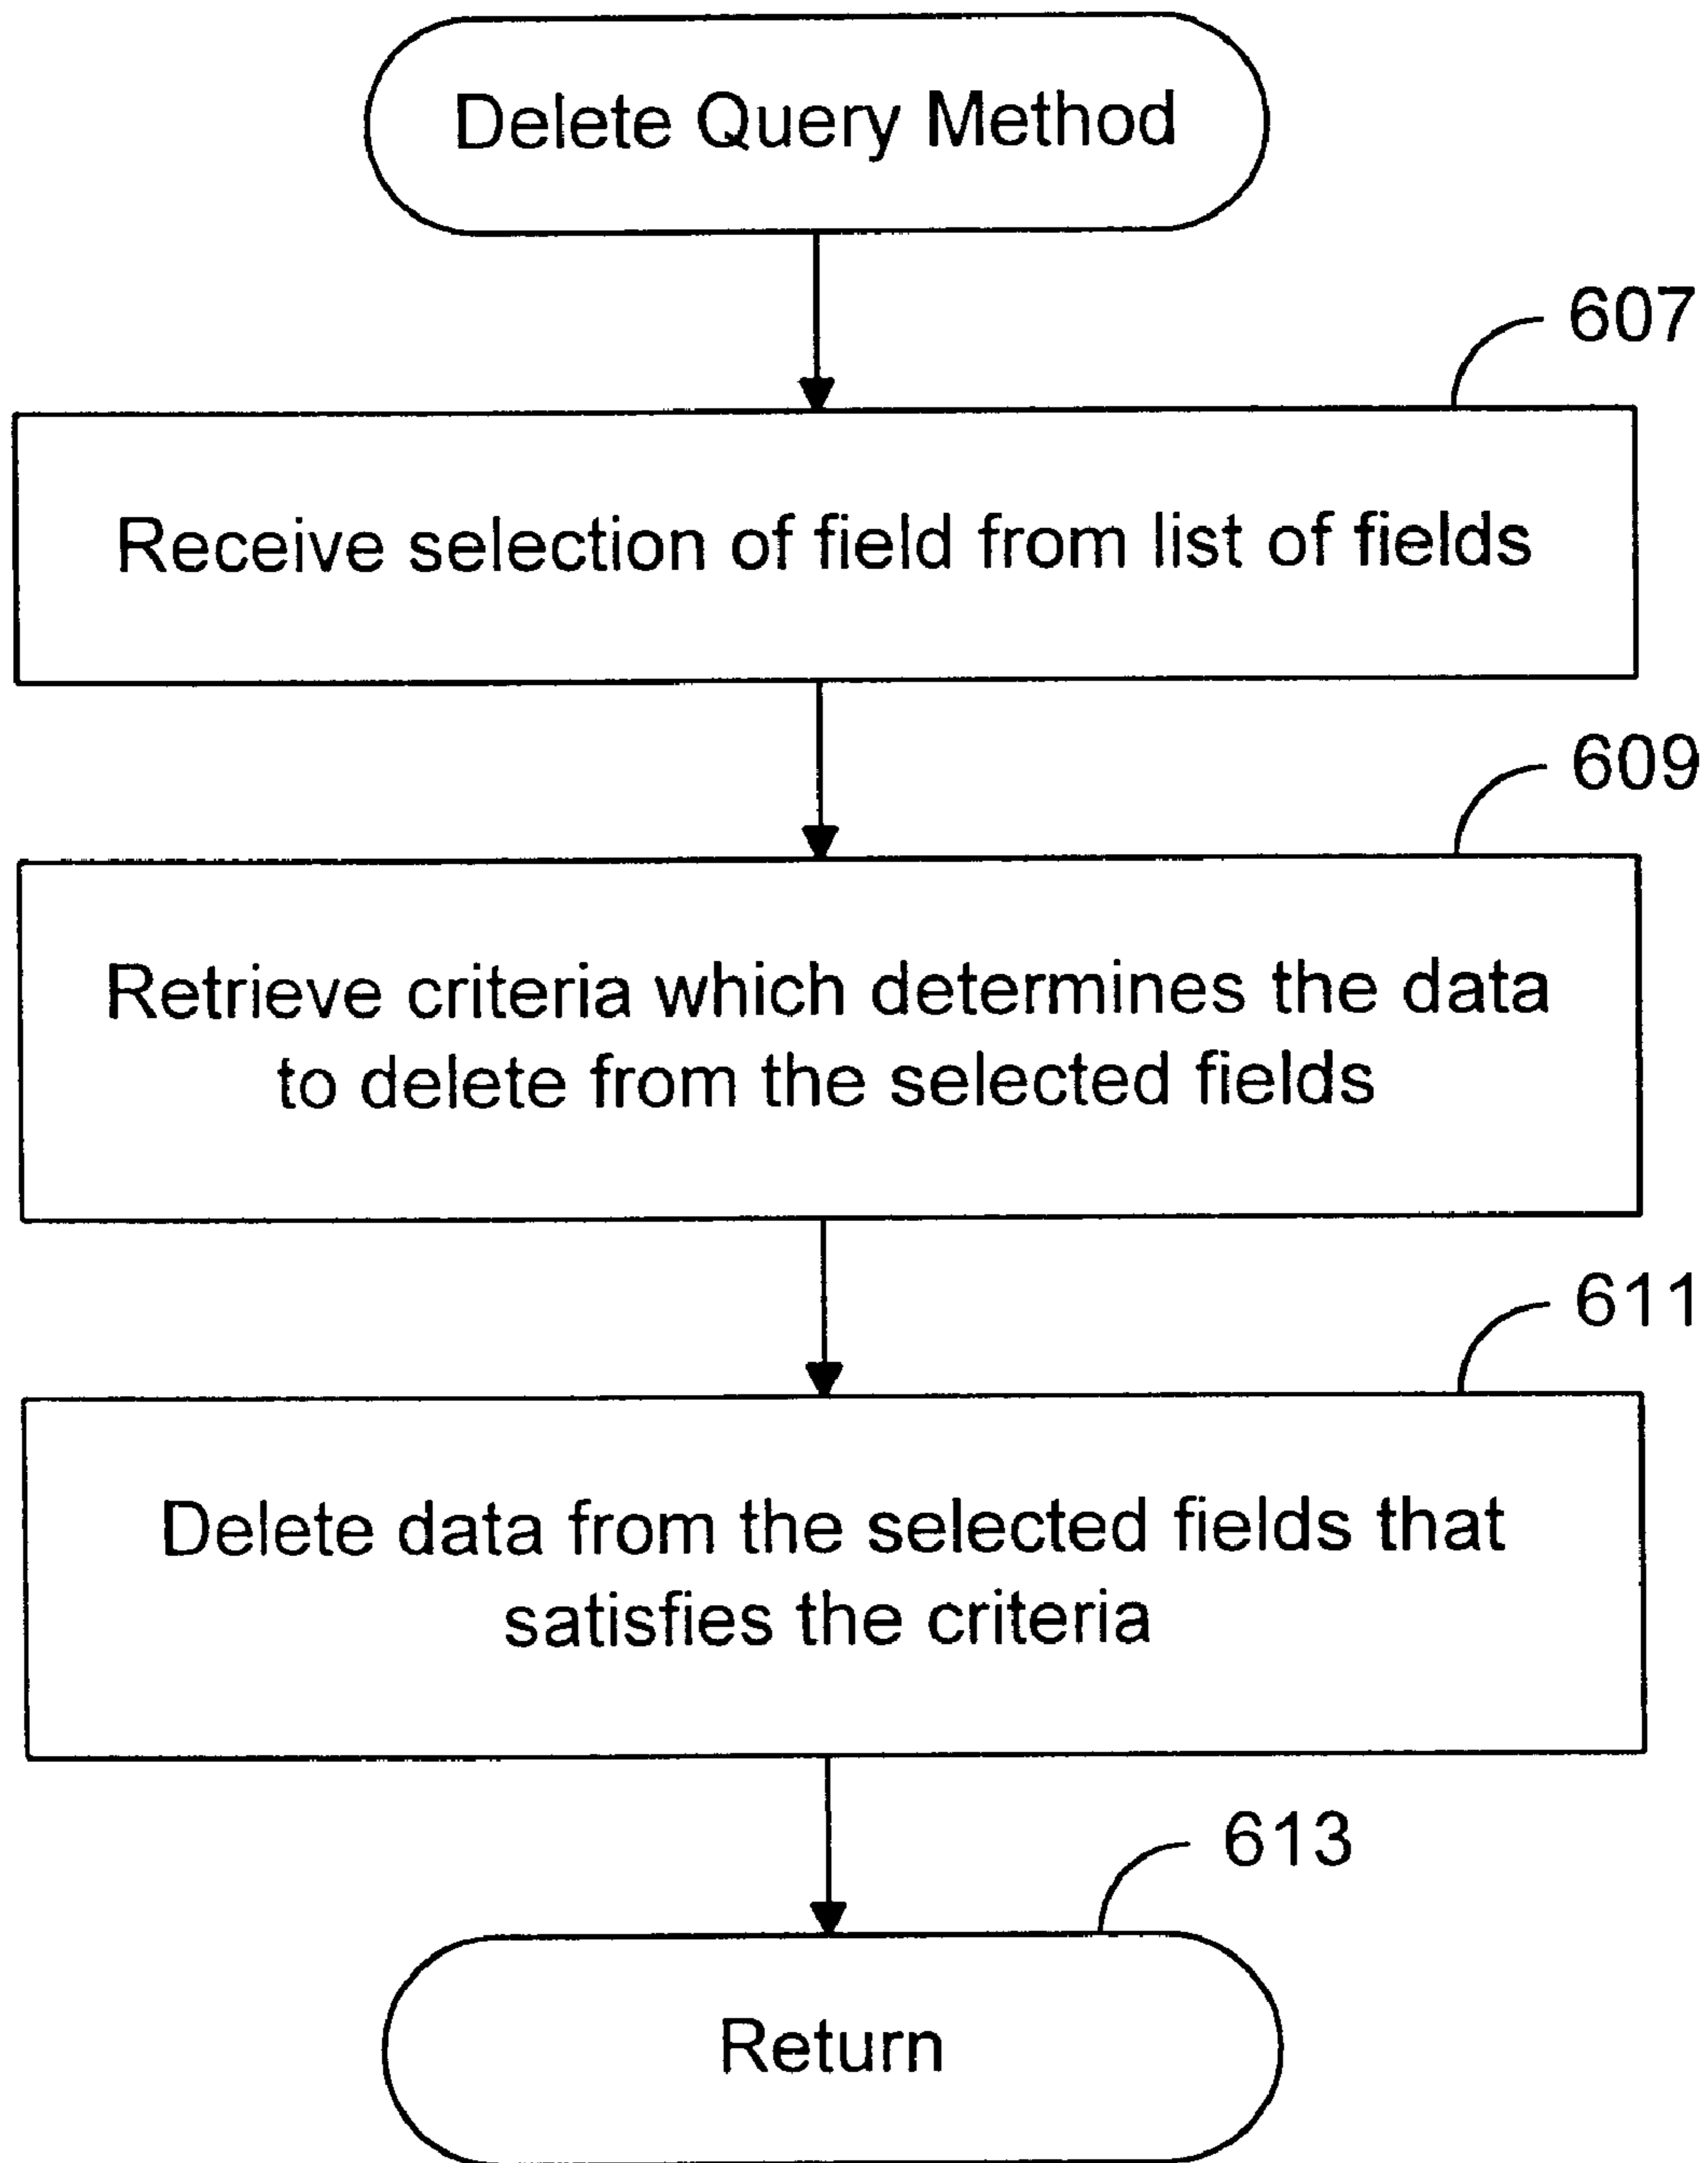 Delete Query Method
607
Receive selection of field from list of fields
609
Retrieve criteria which determines the data
to delete from the selected fields
611
Delete data from the selected fields that
satisfies the criteria
613
Return